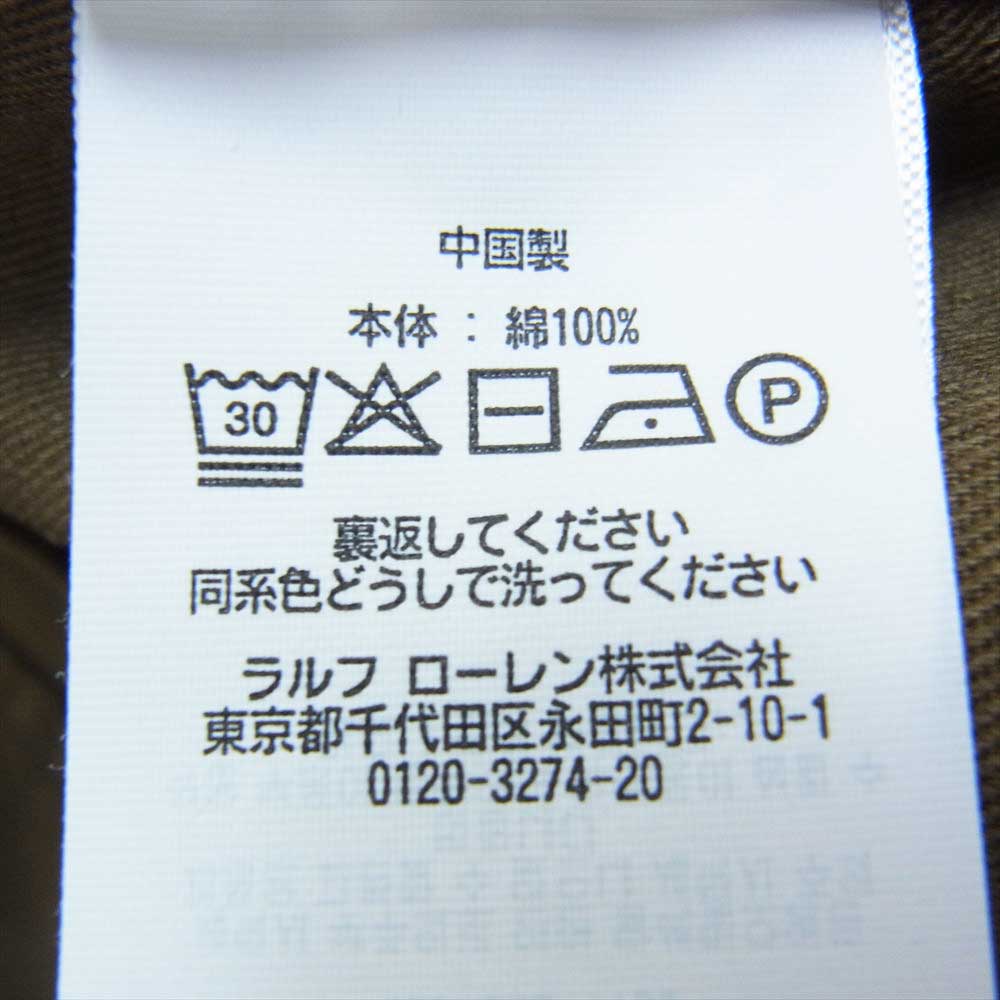 中国製
本体 : 綿100%
30 P
裏返してください
同系色どうしで洗ってください
ラルフ ローレン株式会社
東京都千代田区永田町2-10-1
0120-3274-20